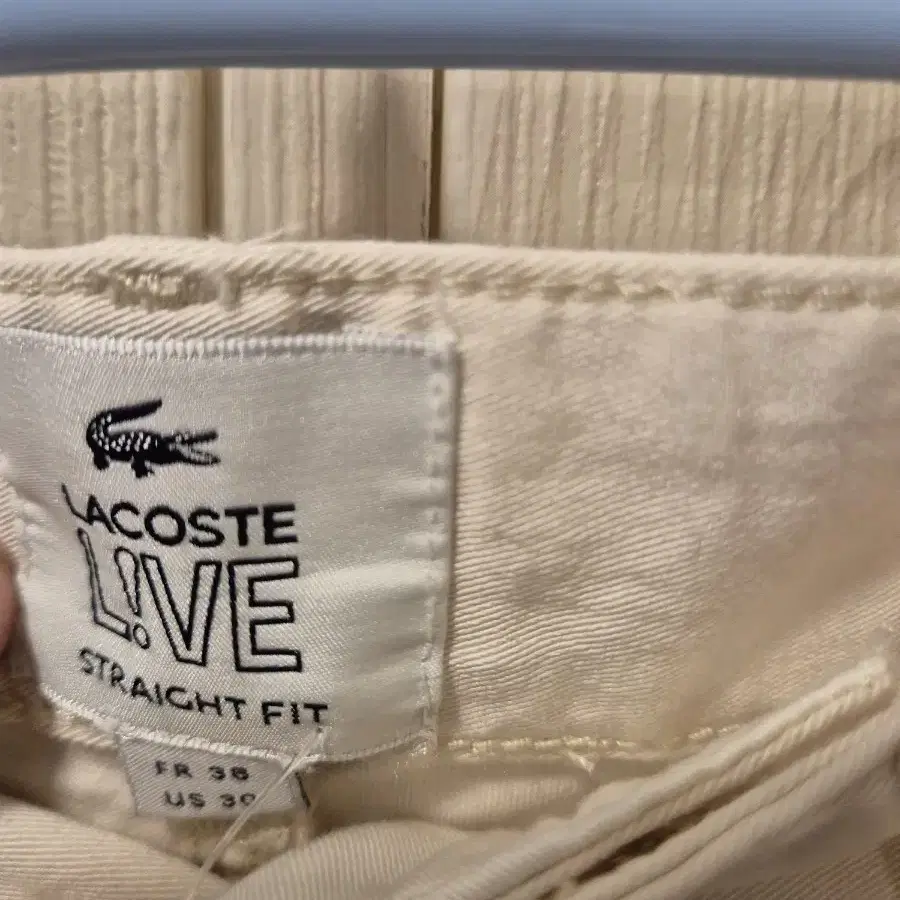 LACOSTE
L!VE
STRAIGHT FIT
FR 38
US 30